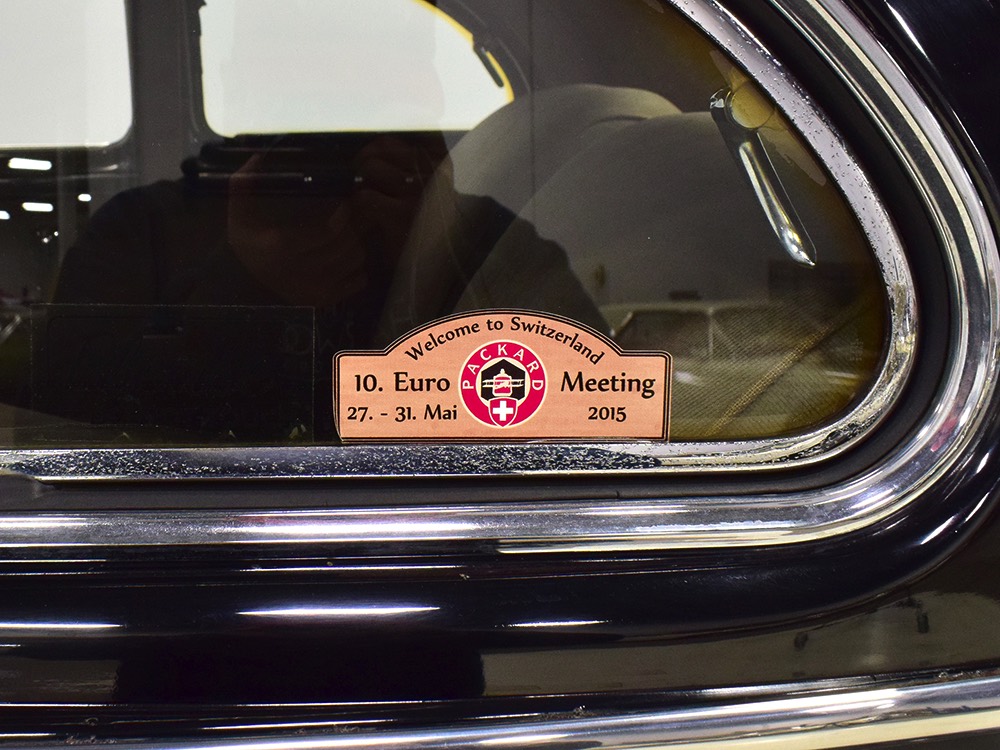 Welcome to Switzerland
PACKARD
10. Euro Meeting
27. - 31. Mai 2015